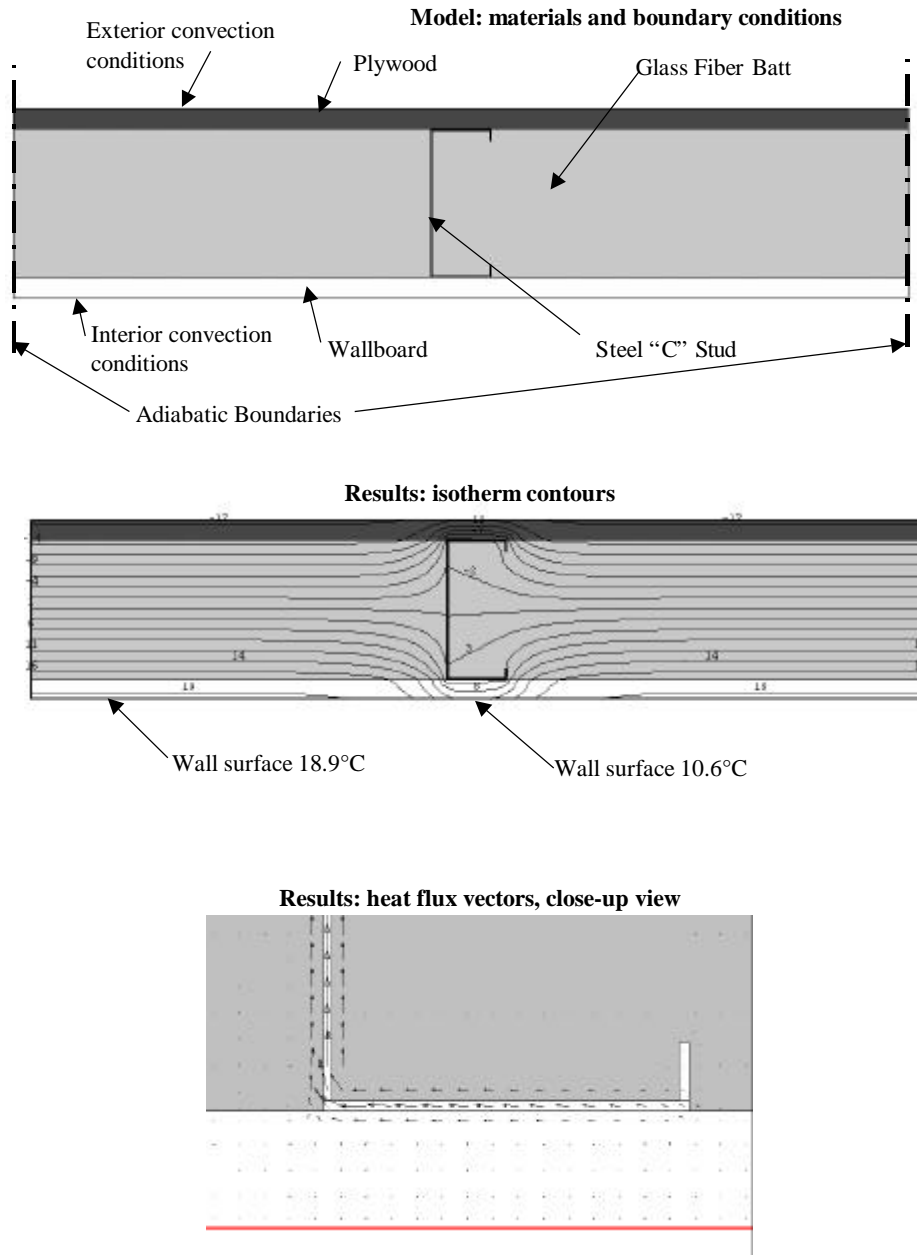 Model: materials and boundary conditions
Exterior convection
conditions
Plywood
Glass Fiber Batt
Interior convection
conditions
Wallboard
Steel “C” Stud
Adiabatic Boundaries
Results: isotherm contours
14
3
14
19
Wall surface 18.9°C
Wall surface 10.6°C
Results: heat flux vectors, close-up view